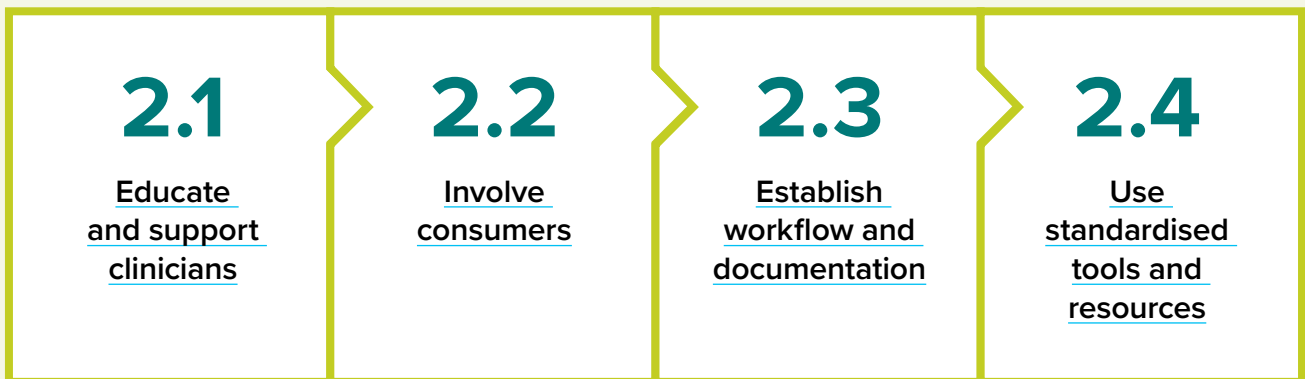 2.1
Educate
and support
clinicians
2.2
Involve
consumers
2.3
Establish
workflow and
documentation
2.4
Use
standardised
tools and
resources